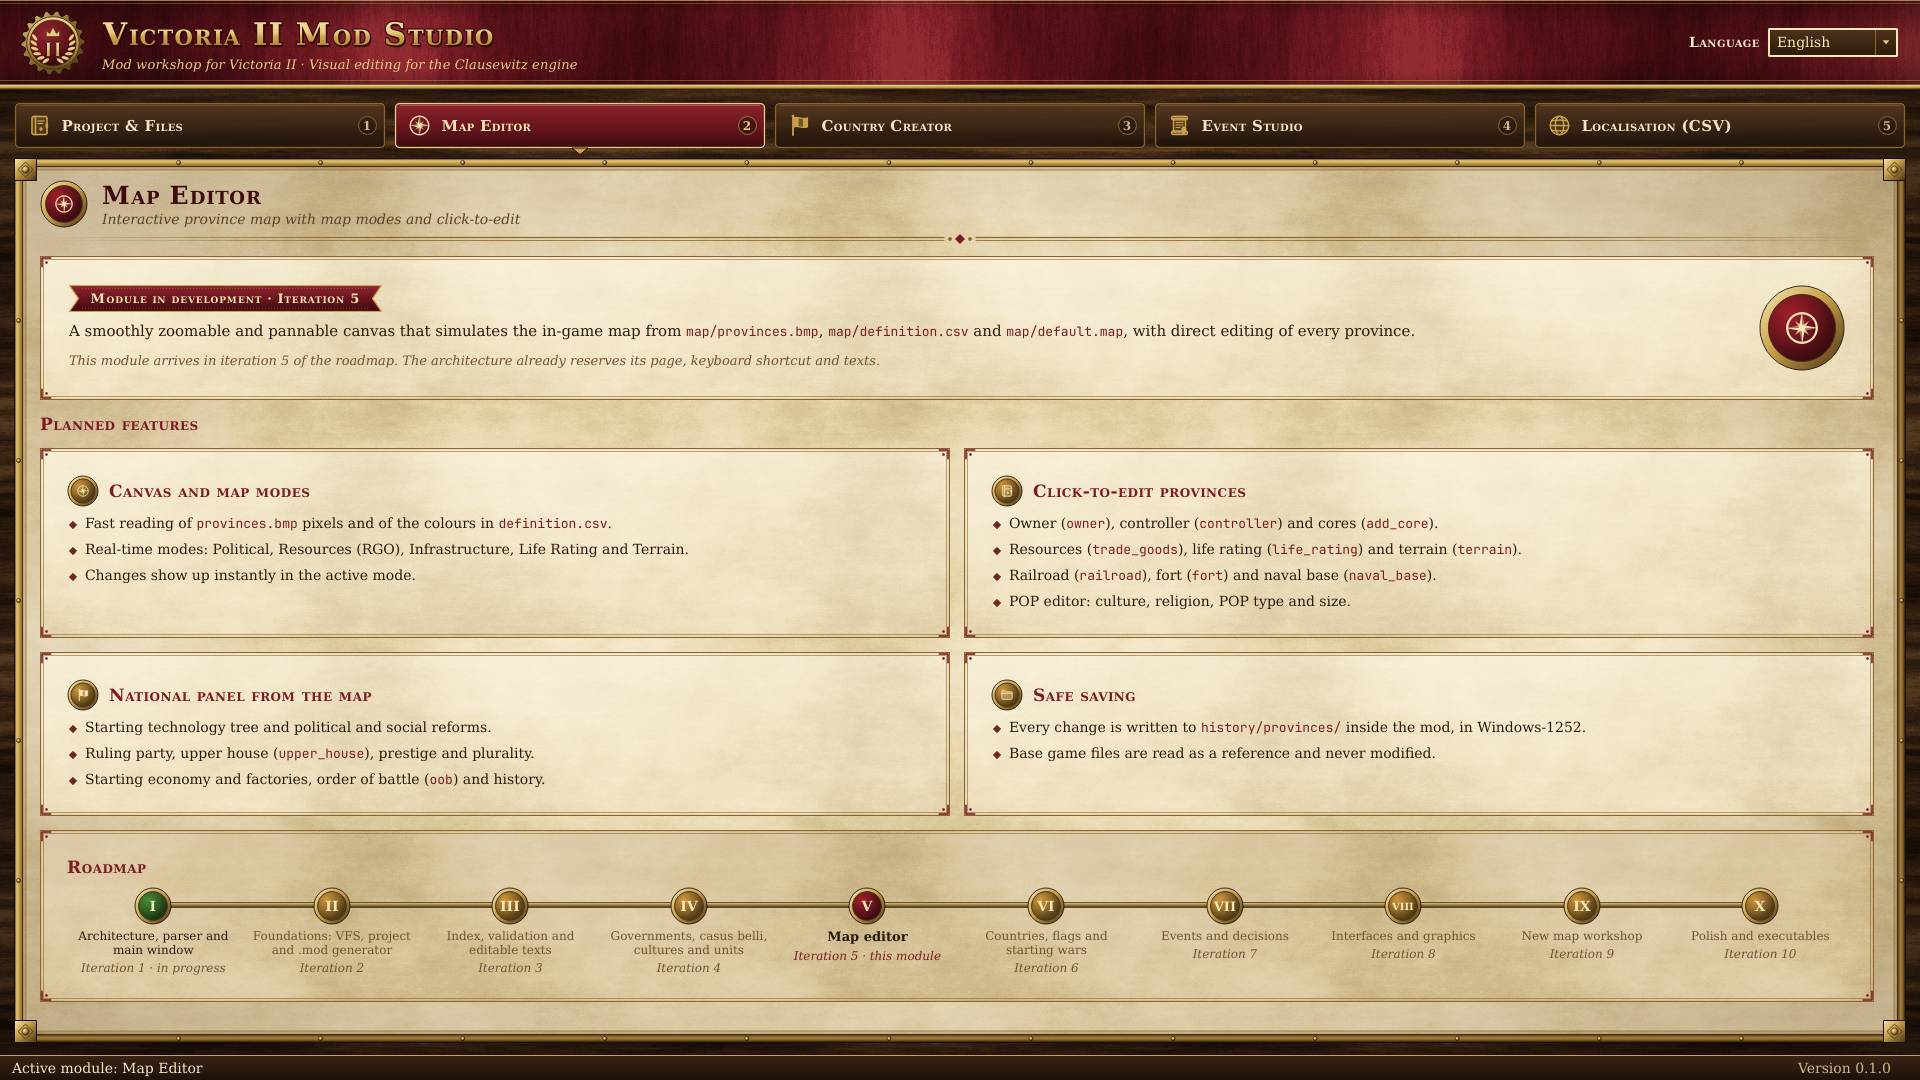 Victoria II Mod Studio
Mod workshop for Victoria II · Visual editing for the Clausewitz engine
Language
English
Project & Files
1
Map Editor
2
Country Creator
3
Event Studio
4
Localisation (CSV)
5
Map Editor
Interactive province map with map modes and click-to-edit
Module in development · Iteration 5
A smoothly zoomable and pannable canvas that simulates the in-game map from map/provinces.bmp, map/definition.csv and map/default.map, with direct editing of every province.
This module arrives in iteration 5 of the roadmap. The architecture already reserves its page, keyboard shortcut and texts.
Planned features
Canvas and map modes
Fast reading of provinces.bmp pixels and of the colours in definition.csv.
Real-time modes: Political, Resources (RGO), Infrastructure, Life Rating and Terrain.
Changes show up instantly in the active mode.
Click-to-edit provinces
Owner (owner), controller (controller) and cores (add_core).
Resources (trade_goods), life rating (life_rating) and terrain (terrain).
Railroad (railroad), fort (fort) and naval base (naval_base).
POP editor: culture, religion, POP type and size.
National panel from the map
Starting technology tree and political and social reforms.
Ruling party, upper house (upper_house), prestige and plurality.
Starting economy and factories, order of battle (oob) and history.
Safe saving
Every change is written to history/provinces/ inside the mod, in Windows-1252.
Base game files are read as a reference and never modified.
Roadmap
I
Architecture, parser and
main window
Iteration 1 · in progress
II
Foundations: VFS, project
and .mod generator
Iteration 2
III
Index, validation and
editable texts
Iteration 3
IV
Governments, casus belli,
cultures and units
Iteration 4
V
Map editor
Iteration 5 · this module
VI
Countries, flags and
starting wars
Iteration 6
VII
Events and decisions
Iteration 7
VIII
Interfaces and graphics
Iteration 8
IX
New map workshop
Iteration 9
X
Polish and executables
Iteration 10
Active module: Map Editor
Version 0.1.0